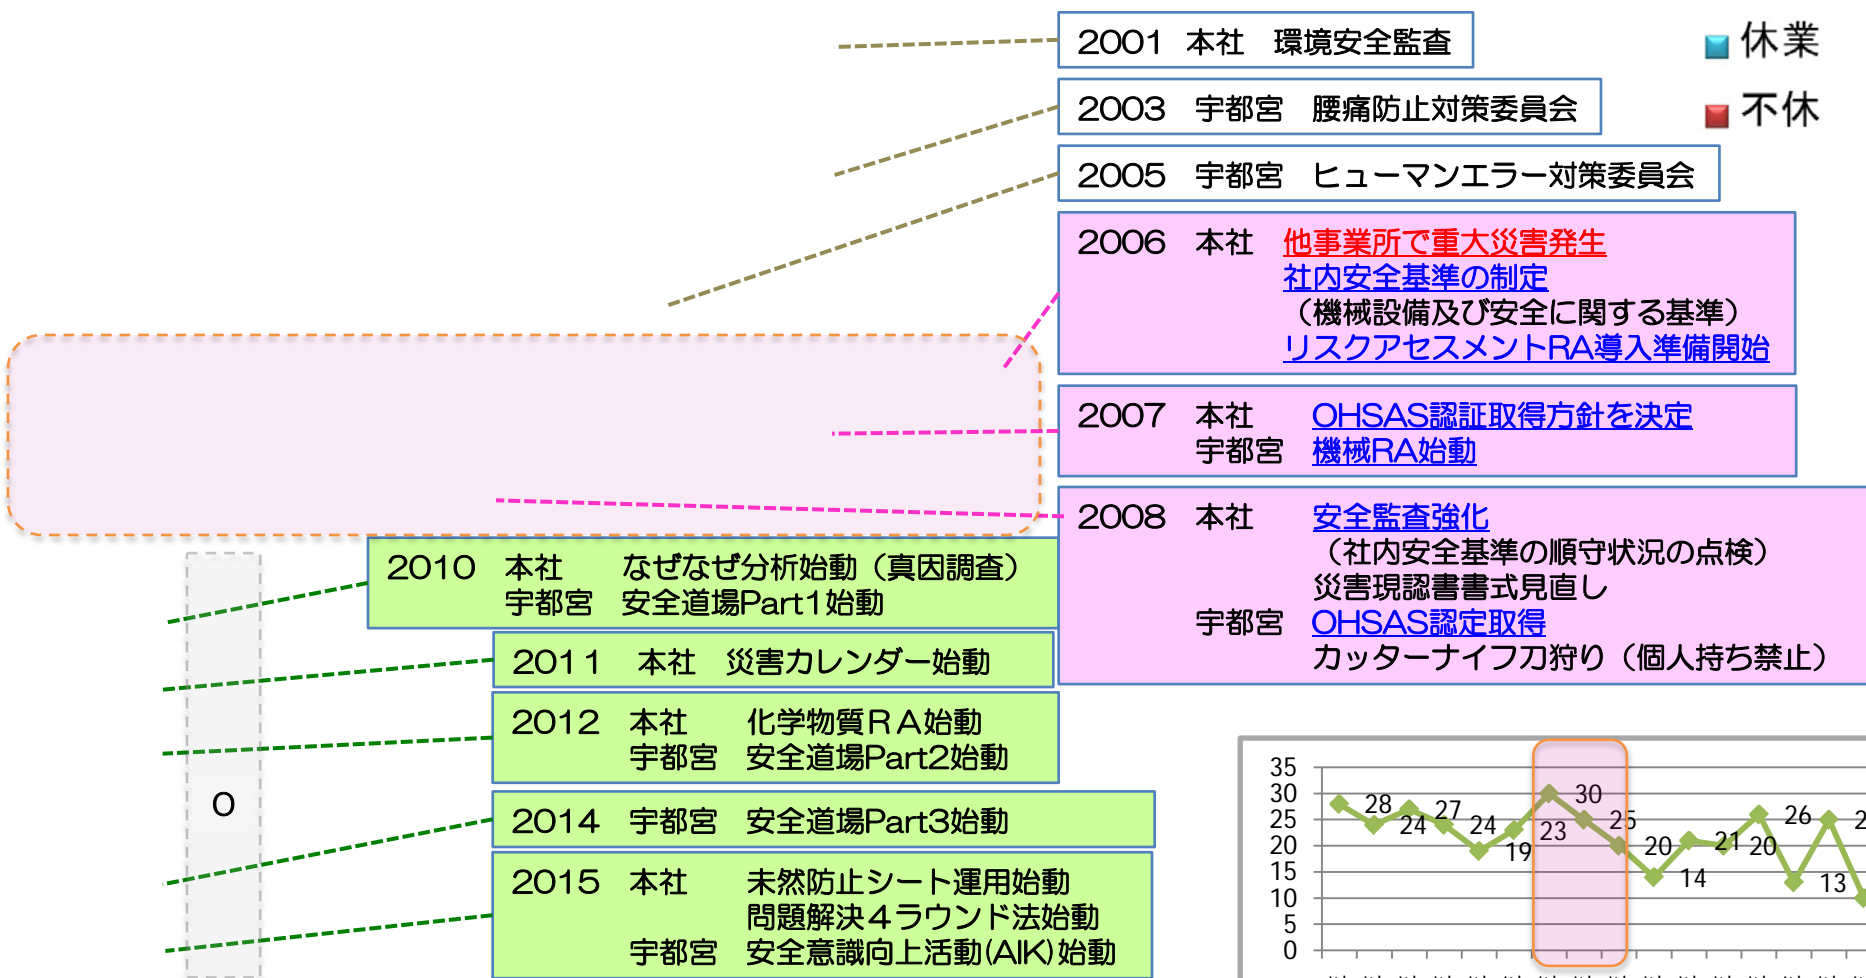 2001 本社 環境安全監査
休業
2003 宇都宮 腰痛防止対策委員会
不休
2005 宇都宮 ヒューマンエラー対策委員会
2006 本社 他事業所で重大災害発生
社内安全基準の制定
（機械設備及び安全に関する基準）
リスクアセスメントRA導入準備開始
2007 本社 OHSAS認証取得方針を決定
宇都宮 機械RA始動
2008 本社 安全監査強化
（社内安全基準の順守状況の点検）
災害現認書書式見直し
宇都宮 OHSAS認定取得
カッターナイフ刀狩り（個人持ち禁止）
2010 本社 なぜなぜ分析始動（真因調査）
宇都宮 安全道場Part1始動
2011 本社 災害カレンダー始動
2012 本社 化学物質ＲＡ始動
宇都宮 安全道場Part2始動
0
2014 宇都宮 安全道場Part3始動
2015 本社 未然防止シート運用始動
問題解決４ラウンド法始動
宇都宮 安全意識向上活動(AIK)始動
35
30
25
20
15
10
5
0
28
24
27
24
19
23
30
25
20
14
21
20
26
13